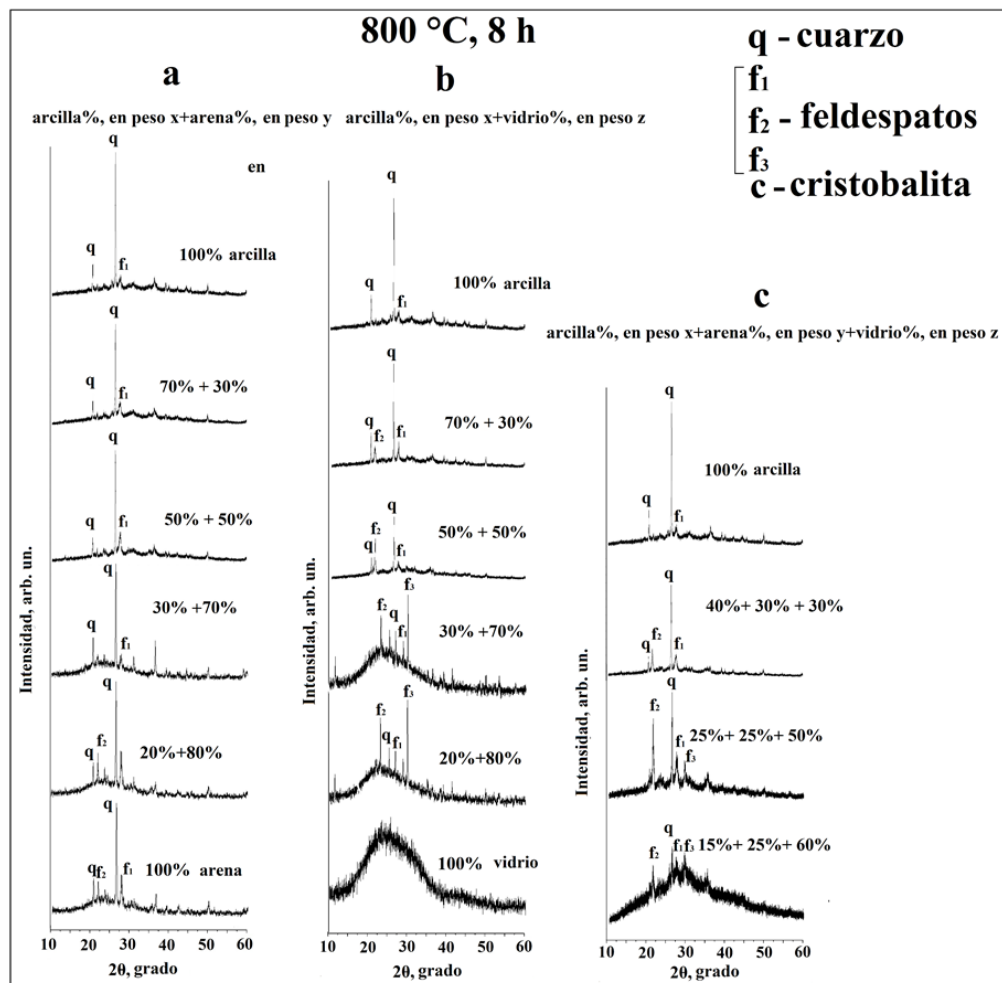 800 °C, 8 h
q - cuarzo
f1
f2 - feldespatos
f3
c - cristobalita
a
arcilla%, en peso x+arena%, en peso y
q
en
q
100% arcilla
f1
q
q
70% + 30%
f1
q
q
50% + 50%
f1
q
q
30% +70%
f1
q
f2
q
20%+80%
q
q
f2
f1
100% arena
Intensidad, arb. un.
10 20 30 40 50 60
2θ, grado
b
arcilla%, en peso x+vidrio%, en peso z
q
q
100% arcilla
f1
q
q
f2
f1
70% + 30%
q
f2
q
f1
50% + 50%
f3
f2
q
f1
30% +70%
f3
f2
q
f1
20%+80%
100% vidrio
Intensidad, arb. un.
10 20 30 40 50 60
2θ, grado
c
arcilla%, en peso x+arena%, en peso y+vidrio%, en peso z
q
100% arcilla
q
f1
q
40%+ 30% + 30%
f2
q
f1
q
f2
25%+ 25%+ 50%
f1
f3
q
15%+ 25%+ 60%
f1
f3
f2
Intensidad, arb. un.
10 20 30 40 50 60
2θ, grado